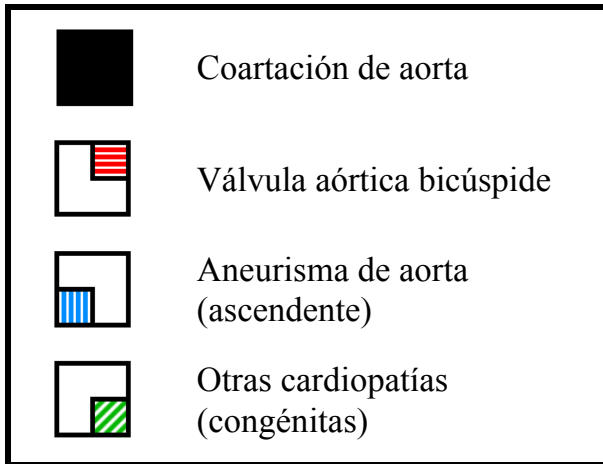 Coartación de aorta
Válvula aórtica bicúspide
Aneurisma de aorta
(ascendente)
Otras cardiopatías
(congénitas)